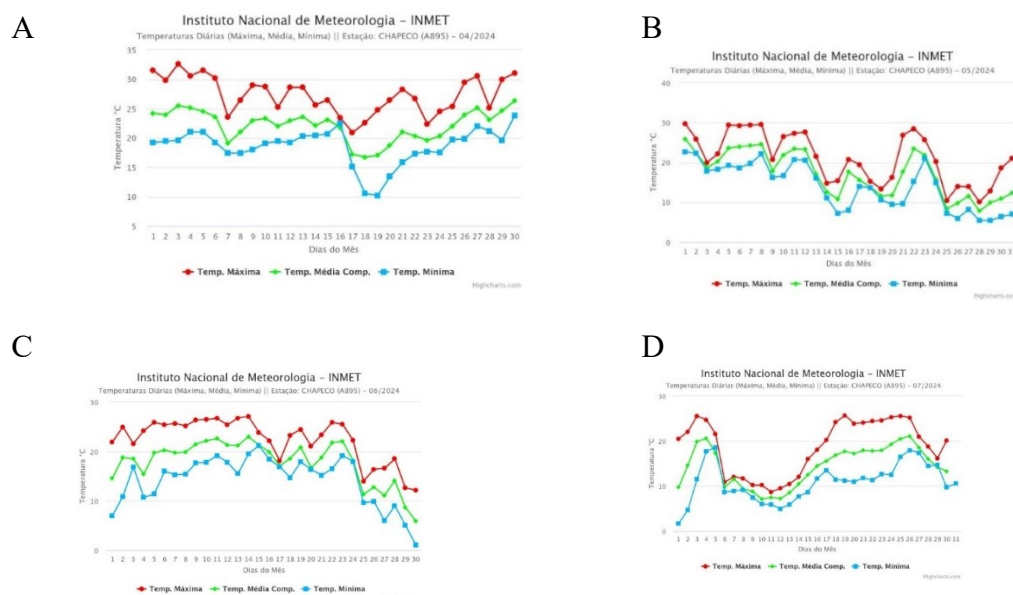 A
Instituto Nacional de Meteorologia - INMET
Temperaturas Diárias (Máxima, Média, Mínima) || Estação: CHAPECO (A895) - 04/2024
Temperatura °C
35
30
25
20
15
10
5
1 2 3 4 5 6 7 8 9 10 11 12 13 14 15 16 17 18 19 20 21 22 23 24 25 26 27 28 29 30
Dias do Mês
Temp. Máxima Temp. Média Comp. Temp. Mínima
Highcharts.com
B
Instituto Nacional de Meteorologia - INMET
Temperaturas Diárias (Máxima, Média, Mínima) || Estação: CHAPECO (A895) - 05/2024
Temperatura °C
40
30
20
10
0
1 2 3 4 5 6 7 8 9 10 11 12 13 14 15 16 17 18 19 20 21 22 23 24 25 26 27 28 29 30
Dias do Mês
Temp. Máxima Temp. Média Comp. Temp. Mínima
C
Instituto Nacional de Meteorologia - INMET
Temperaturas Diárias (Máxima, Média, Mínima) || Estação: CHAPECO (A895) - 06/2024
Temperatura °C
30
20
10
0
1 2 3 4 5 6 7 8 9 10 11 12 13 14 15 16 17 18 19 20 21 22 23 24 25 26 27 28 29 30
Dias do Mês
Temp. Máxima Temp. Média Comp. Temp. Mínima
D
Instituto Nacional de Meteorologia - INMET
Temperaturas Diárias (Máxima, Média, Mínima) || Estação: CHAPECO (A895) - 07/2024
Temperatura °C
30
20
10
0
1 2 3 4 5 6 7 8 9 10 11 12 13 14 15 16 17 18 19 20 21 22 23 24 25 26 27 28 29 30 31
Dias do Mês
Temp. Máxima Temp. Média Comp. Temp. Mínima
Highcharts.com